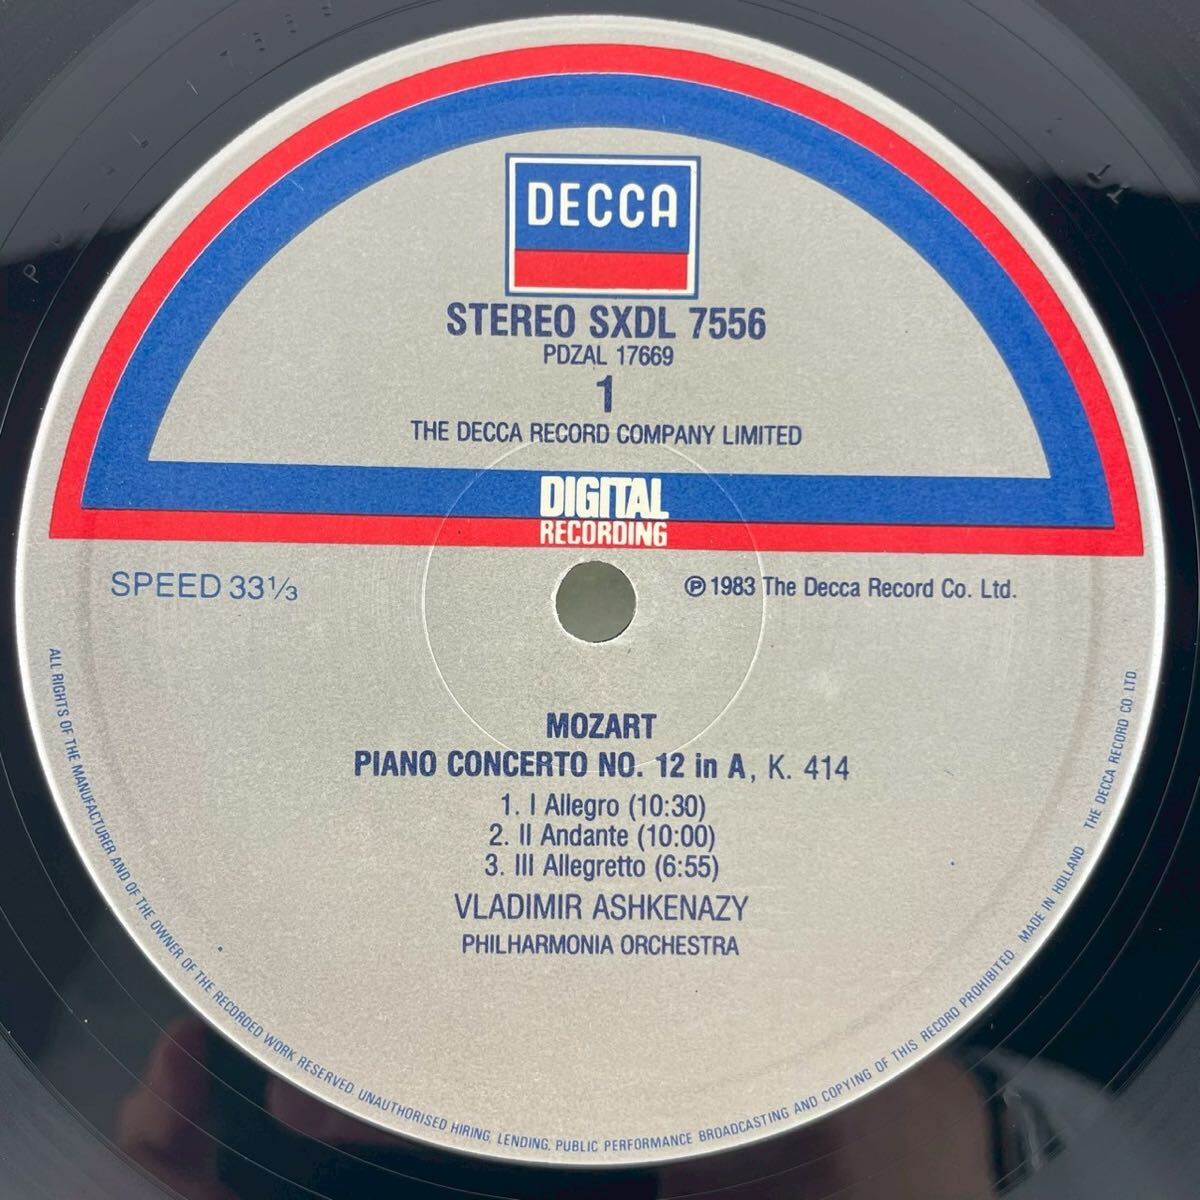 DECCA
STEREO SXDL 7556
PDZAL 17669
1
THE DECCA RECORD COMPANY LIMITED
DIGITAL
RECORDING
SPEED 33⅓
℗ 1983 The Decca Record Co. Ltd.
MOZART
PIANO CONCERTO NO. 12 in A, K. 414
1. I Allegro (10:30)
2. II Andante (10:00)
3. III Allegretto (6:55)
VLADIMIR ASHKENAZY
PHILHARMONIA ORCHESTRA
ALL RIGHTS OF THE MANUFACTURER AND OF THE OWNER OF THE RECORDED WORK RESERVED. UNAUTHORISED HIRING, LENDING, PUBLIC PERFORMANCE BROADCASTING AND COPYING OF THIS RECORD PROHIBITED MADE IN HOLLAND THE DECCA RECORD CO. LTD